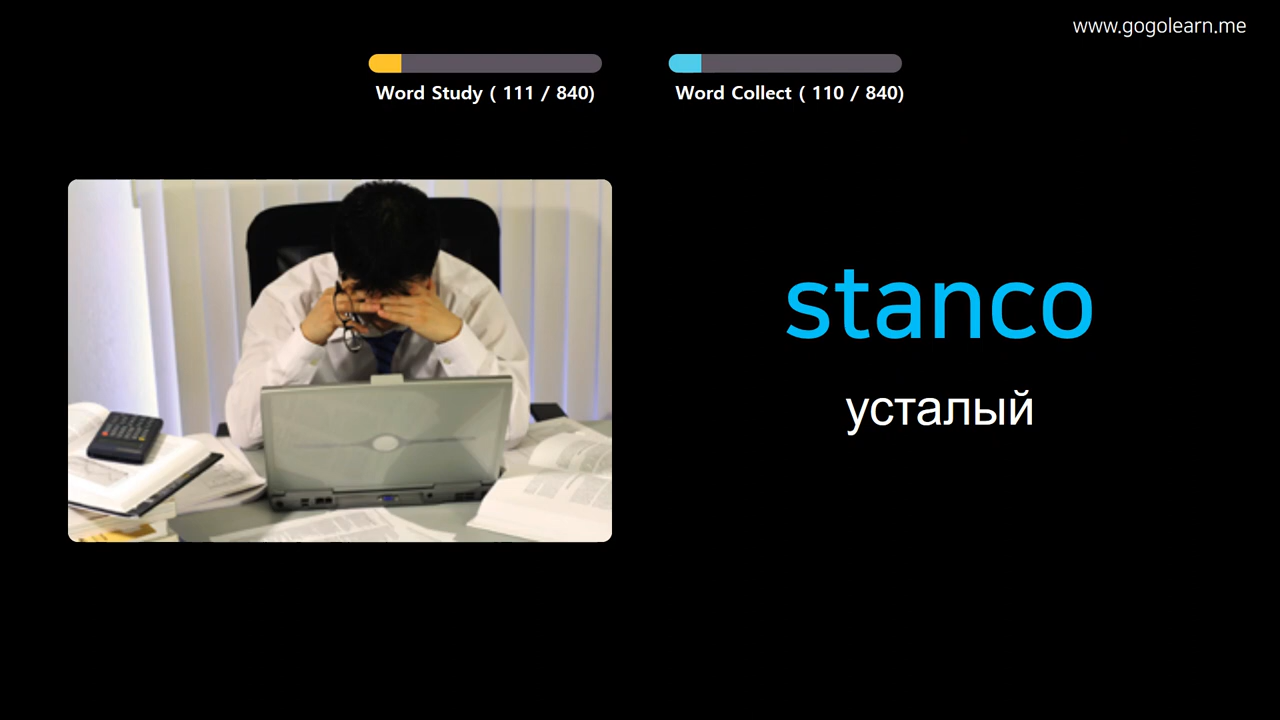 www.gogolearn.me
Word Study ( 111 / 840)
Word Collect ( 110 / 840)
stanco
усталый